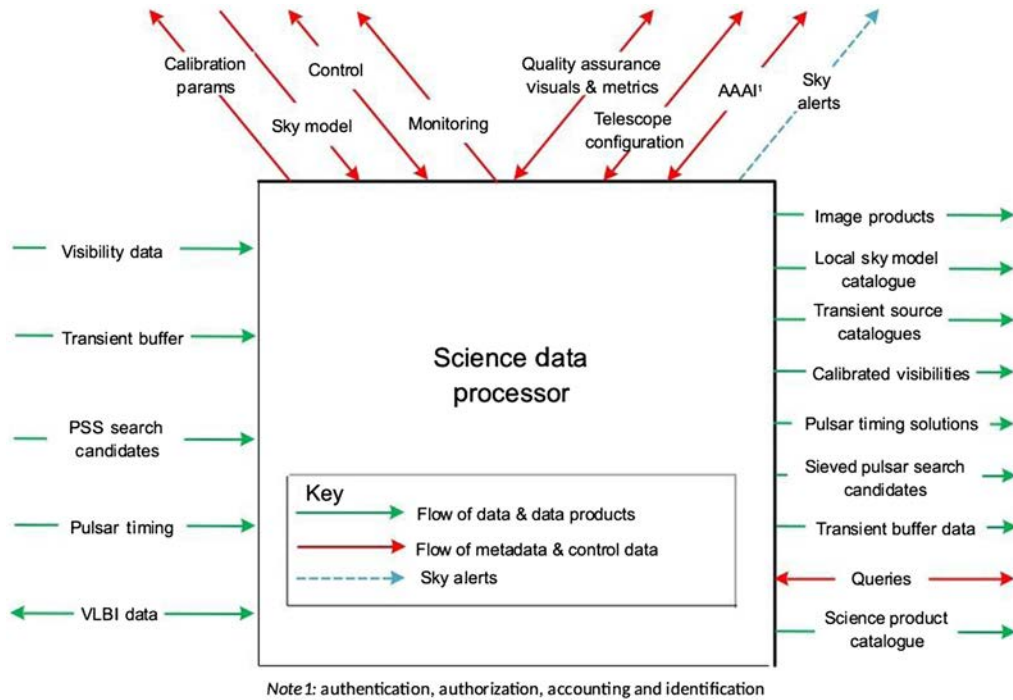 Calibration
params
Sky model
Control
Monitoring
Quality assurance
visuals & metrics
Telescope
configuration
AAAI¹
Sky
alerts
Visibility data
Transient buffer
PSS search
candidates
Pulsar timing
VLBI data
Science data
processor
Key
Flow of data & data products
Flow of metadata & control data
Sky alerts
Image products
Local sky model
catalogue
Transient source
catalogues
Calibrated visibilities
Pulsar timing solutions
Sieved pulsar search
candidates
Transient buffer data
Queries
Science product
catalogue
Note 1: authentication, authorization, accounting and identification